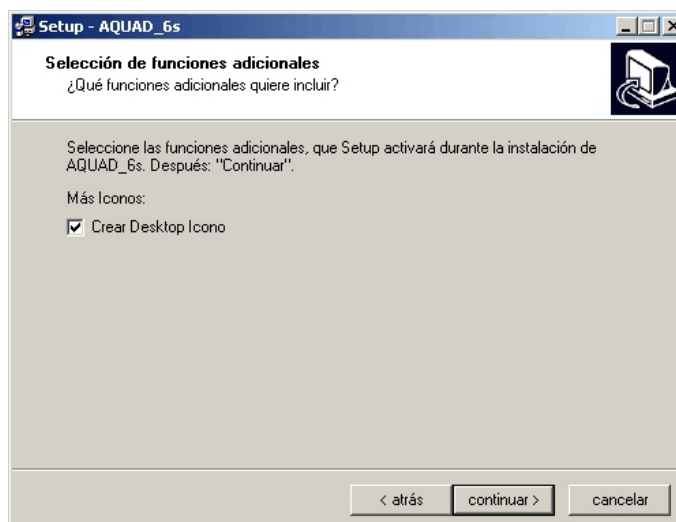 Setup - AQUAD_6s
Selección de funciones adicionales
¿Qué funciones adicionales quiere incluir?
Seleccione las funciones adicionales, que Setup activará durante la instalación de
AQUAD_6s. Después: "Continuar".
Más Iconos:
Crear Desktop Icono
< atrás
continuar >
cancelar